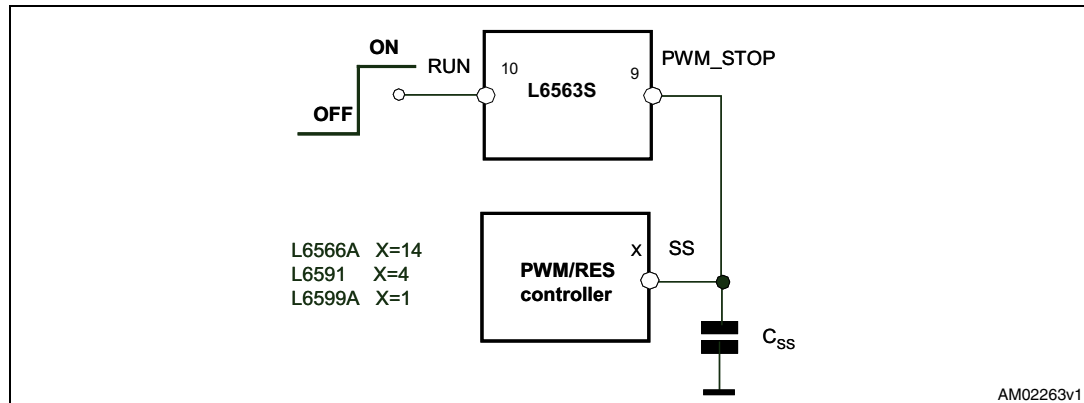 ON
RUN
OFF
10
9
L6563S
PWM_STOP
L6566A X=14
L6591 X=4
L6599A X=1
x
SS
PWM/RES
controller
CSS
AM02263v1